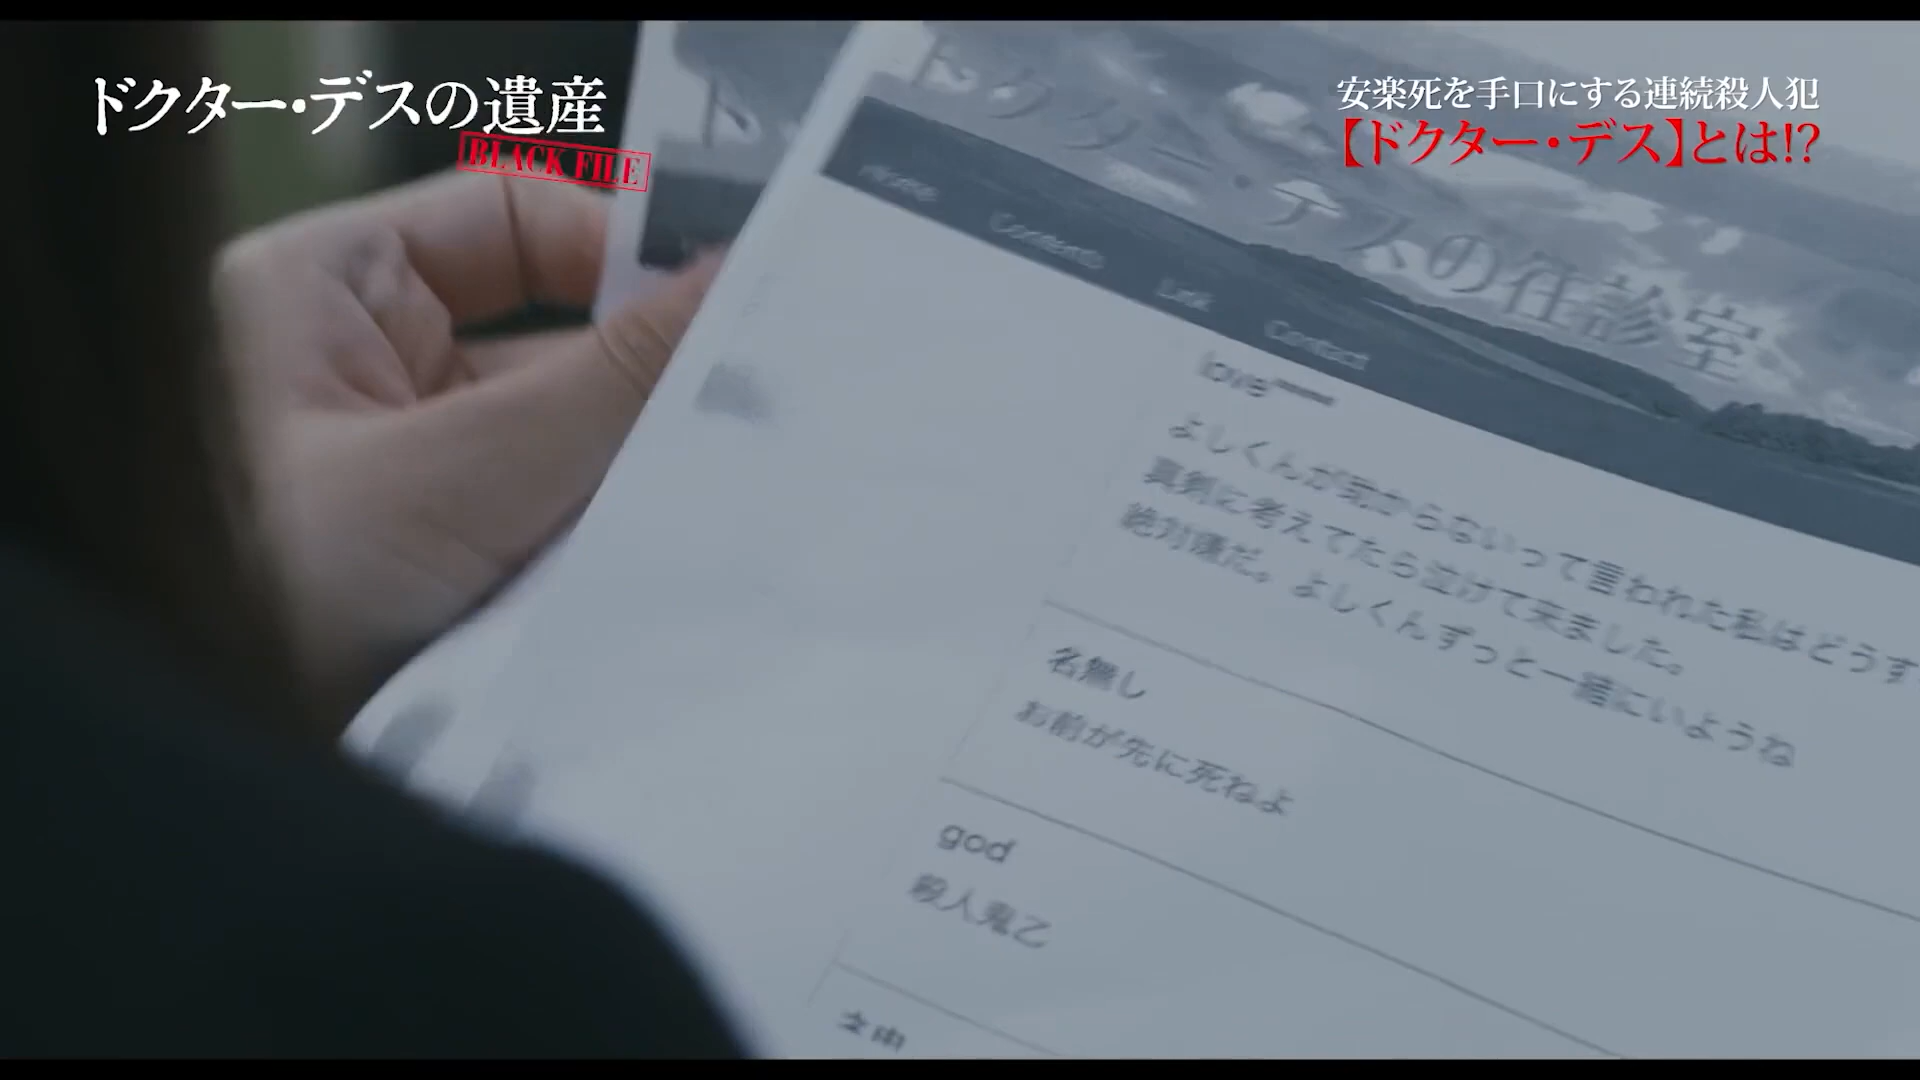 ドクター・デスの遺産
BLACK FILE
安楽死を手口にする連続殺人犯
【ドクター・デス】とは!?
ドクター・デスの往診室
Home
Contents
Link
Contact
love
よしくんが助からないって言われた私はどうす
真剣に考えてたら泣けて来ました。
絶対嫌だ。よしくんずっと一緒にいようね
名無し
お前が先に死ねよ
god
殺人鬼乙